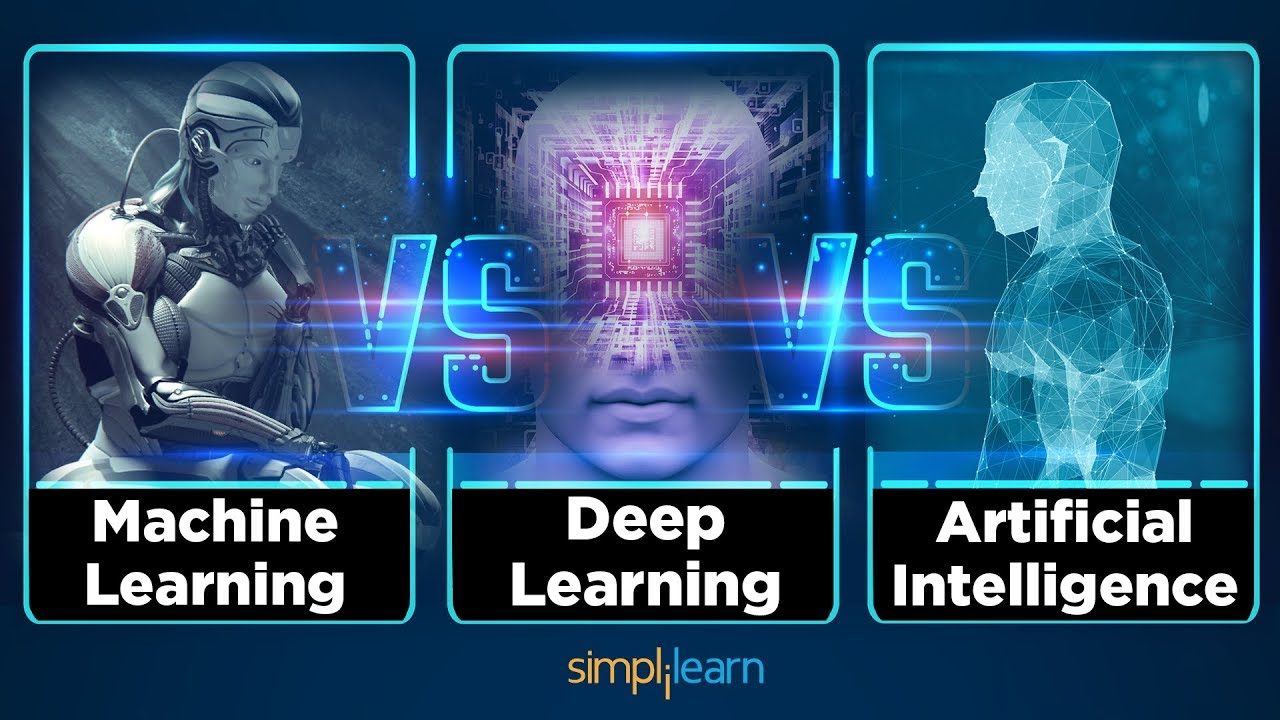 VS
VS
Machine
Learning
Deep
Learning
Artificial
Intelligence
simplilearn